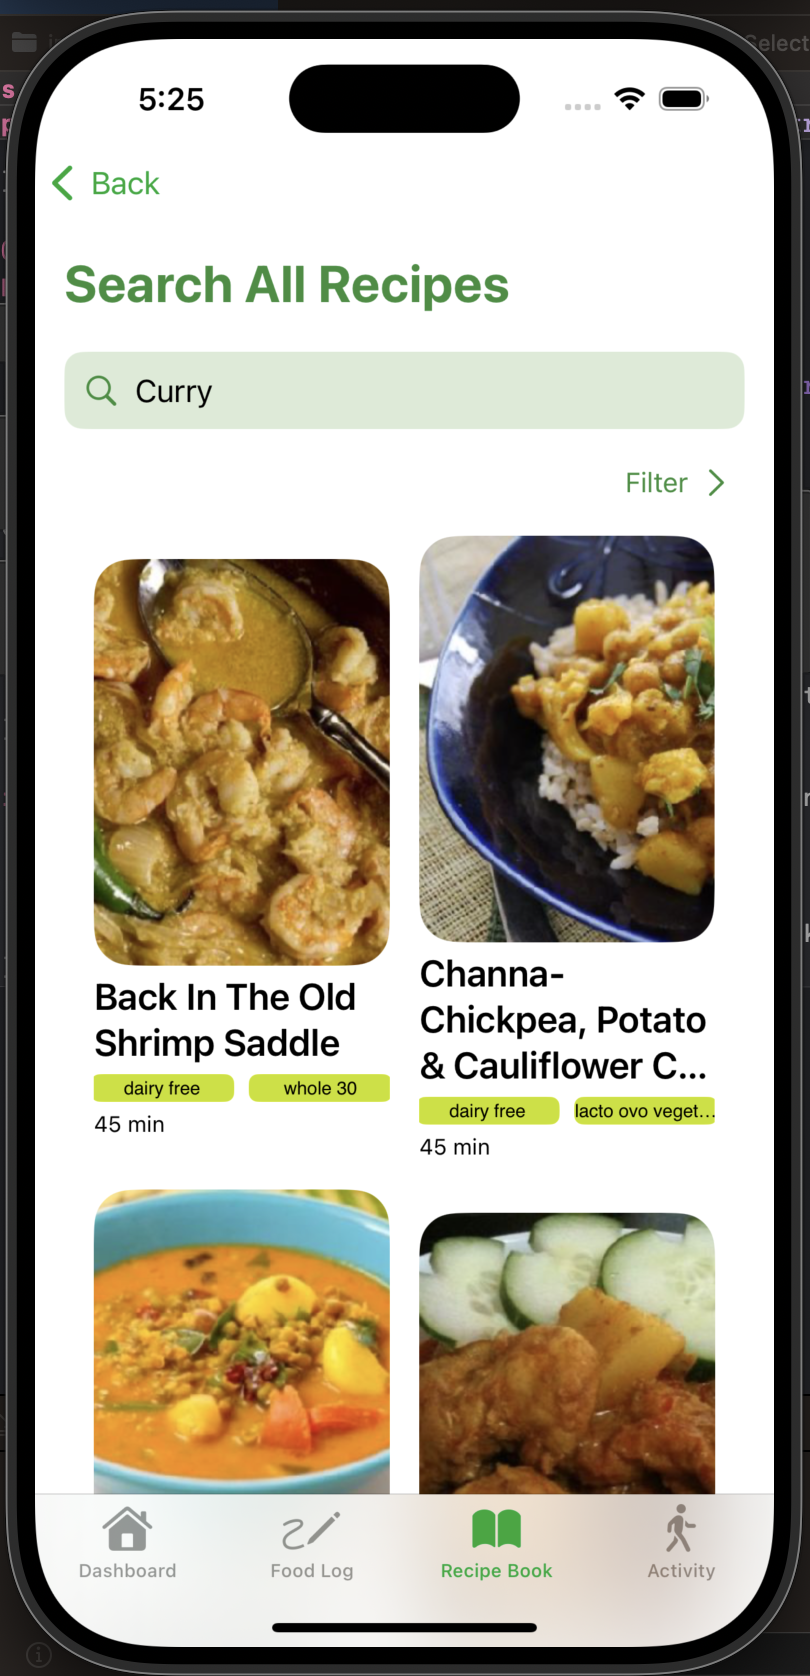 Select
5:25
Back
Search All Recipes
Curry
Filter
Back In The Old
Shrimp Saddle
dairy free whole 30
45 min
Channa-
Chickpea, Potato
& Cauliflower C...
dairy free lacto ovo veget...
45 min
Dashboard Food Log Recipe Book Activity